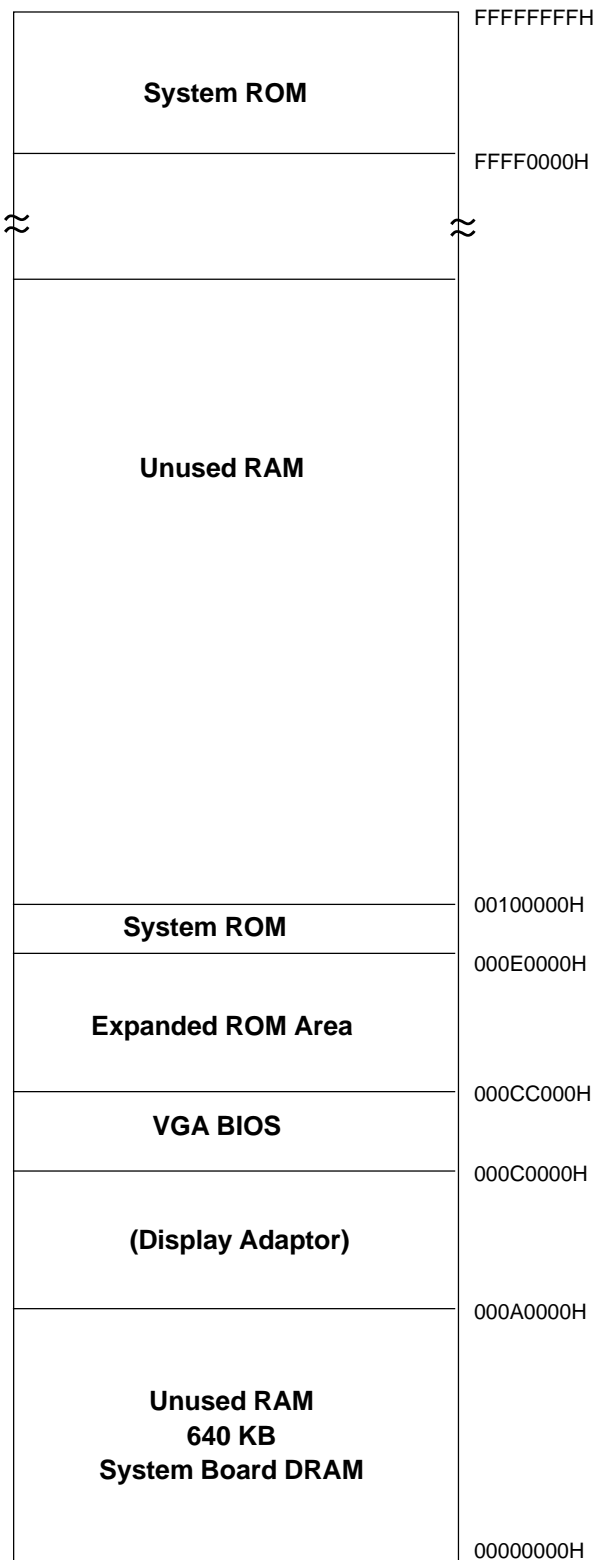 FFFFFFFFH
System ROM
FFFF0000H
Unused RAM
00100000H
System ROM
000E0000H
Expanded ROM Area
000CC000H
VGA BIOS
000C0000H
(Display Adaptor)
000A0000H
Unused RAM
640 KB
System Board DRAM
00000000H